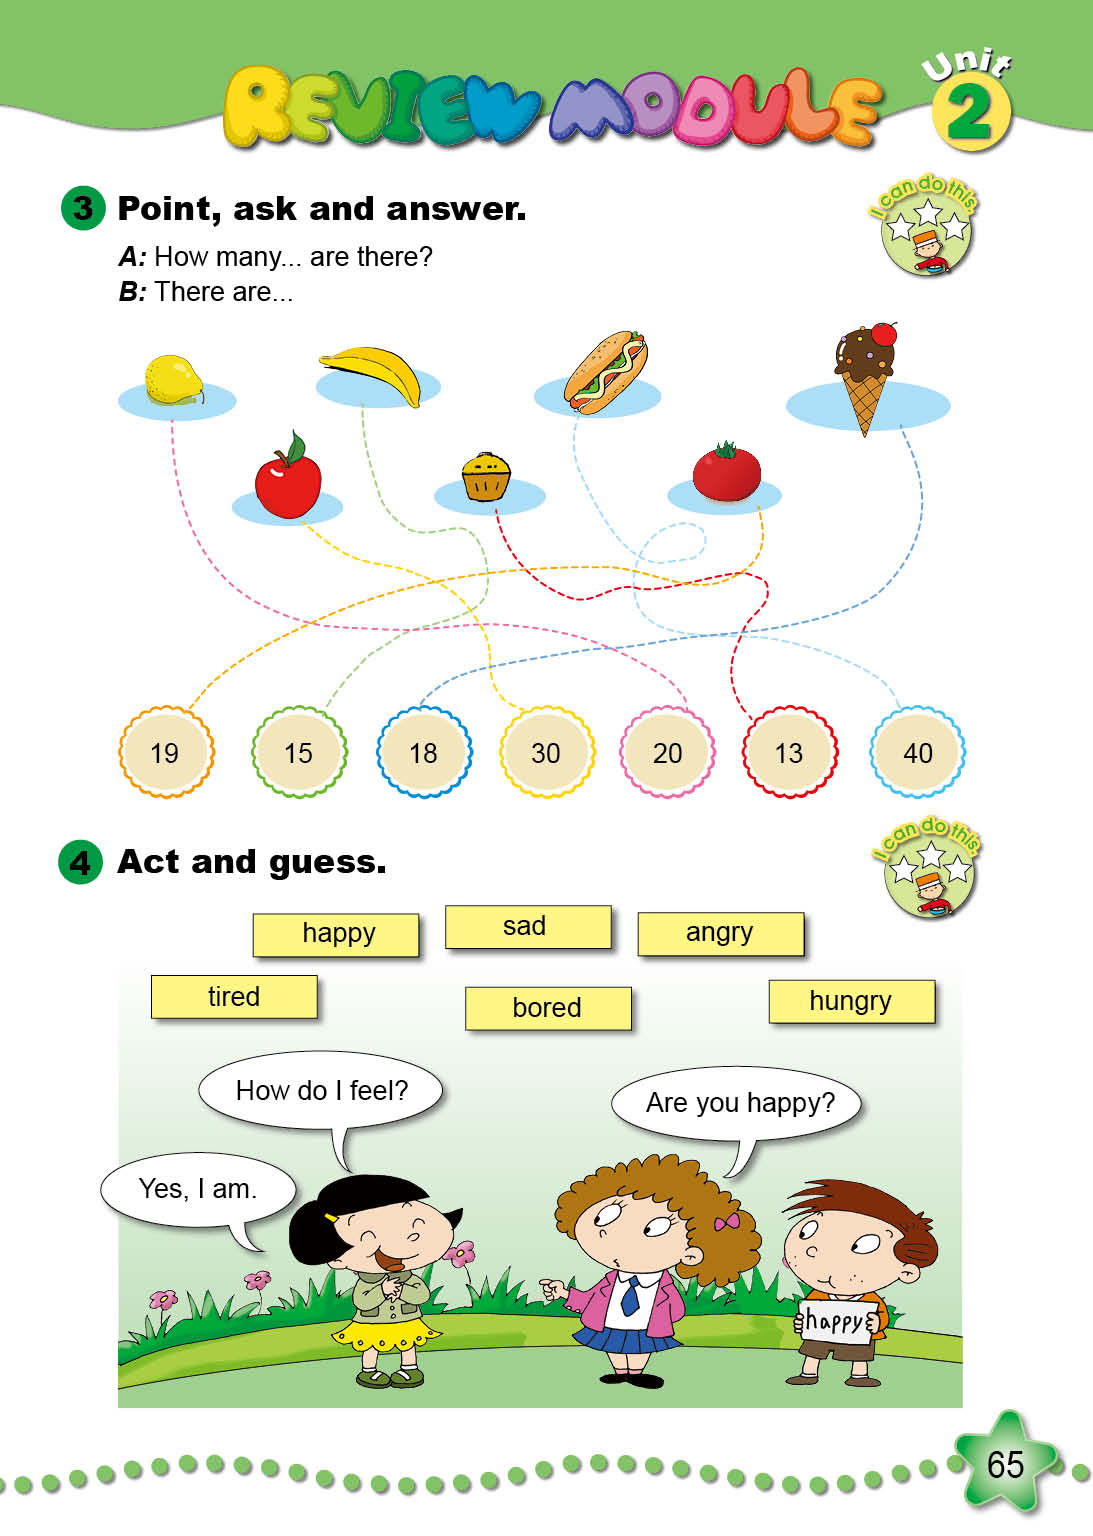 REVIEW MODULE
Unit
2
3 Point, ask and answer.
I can do this.
A: How many... are there?
B: There are...
19 15 18 30 20 13 40
4 Act and guess.
I can do this.
happy sad angry
tired bored hungry
How do I feel?
Are you happy?
Yes, I am.
happy
65